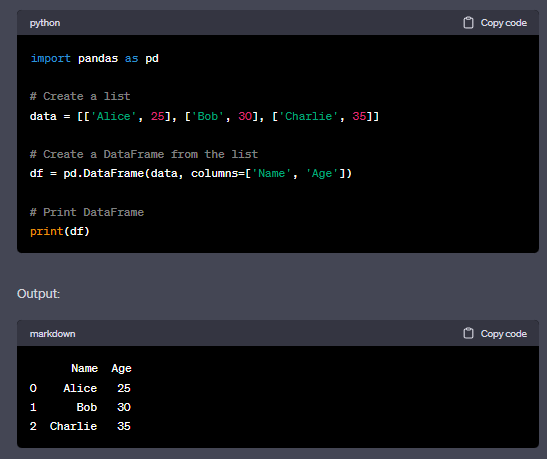 python Copy code
import pandas as pd
# Create a list
data = [['Alice', 25], ['Bob', 30], ['Charlie', 35]]
# Create a DataFrame from the list
df = pd.DataFrame(data, columns=['Name', 'Age'])
# Print DataFrame
print(df)
Output:
markdown Copy code
Name Age
0 Alice 25
1 Bob 30
2 Charlie 35